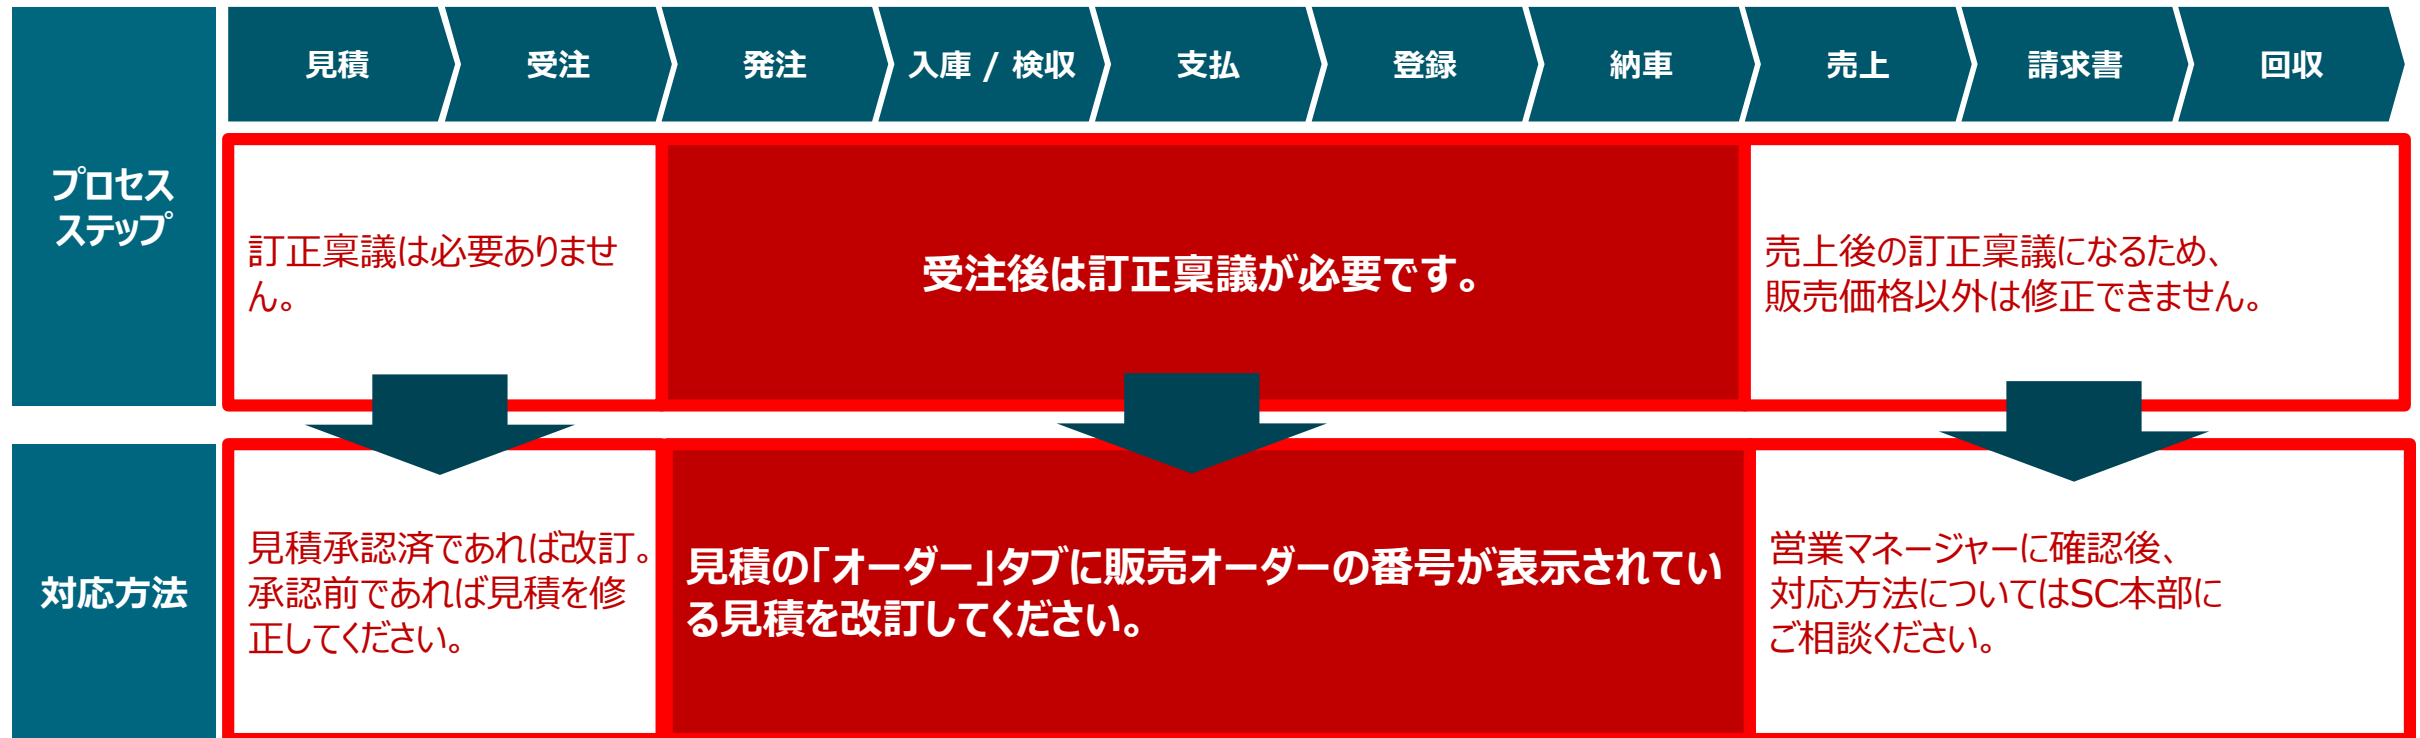 プロセス
ステップ
見積
受注
発注
入庫 / 検収
支払
登録
納車
売上
請求書
回収
訂正稟議は必要ありませ
ん。
受注後は訂正稟議が必要です。
売上後の訂正稟議になるため、
販売価格以外は修正できません。
対応方法
見積承認済であれば改訂。
承認前であれば見積を修
正してください。
見積の「オーダー」タブに販売オーダーの番号が表示されてい
る見積を改訂してください。
営業マネージャーに確認後、
対応方法についてはSC本部に
ご相談ください。